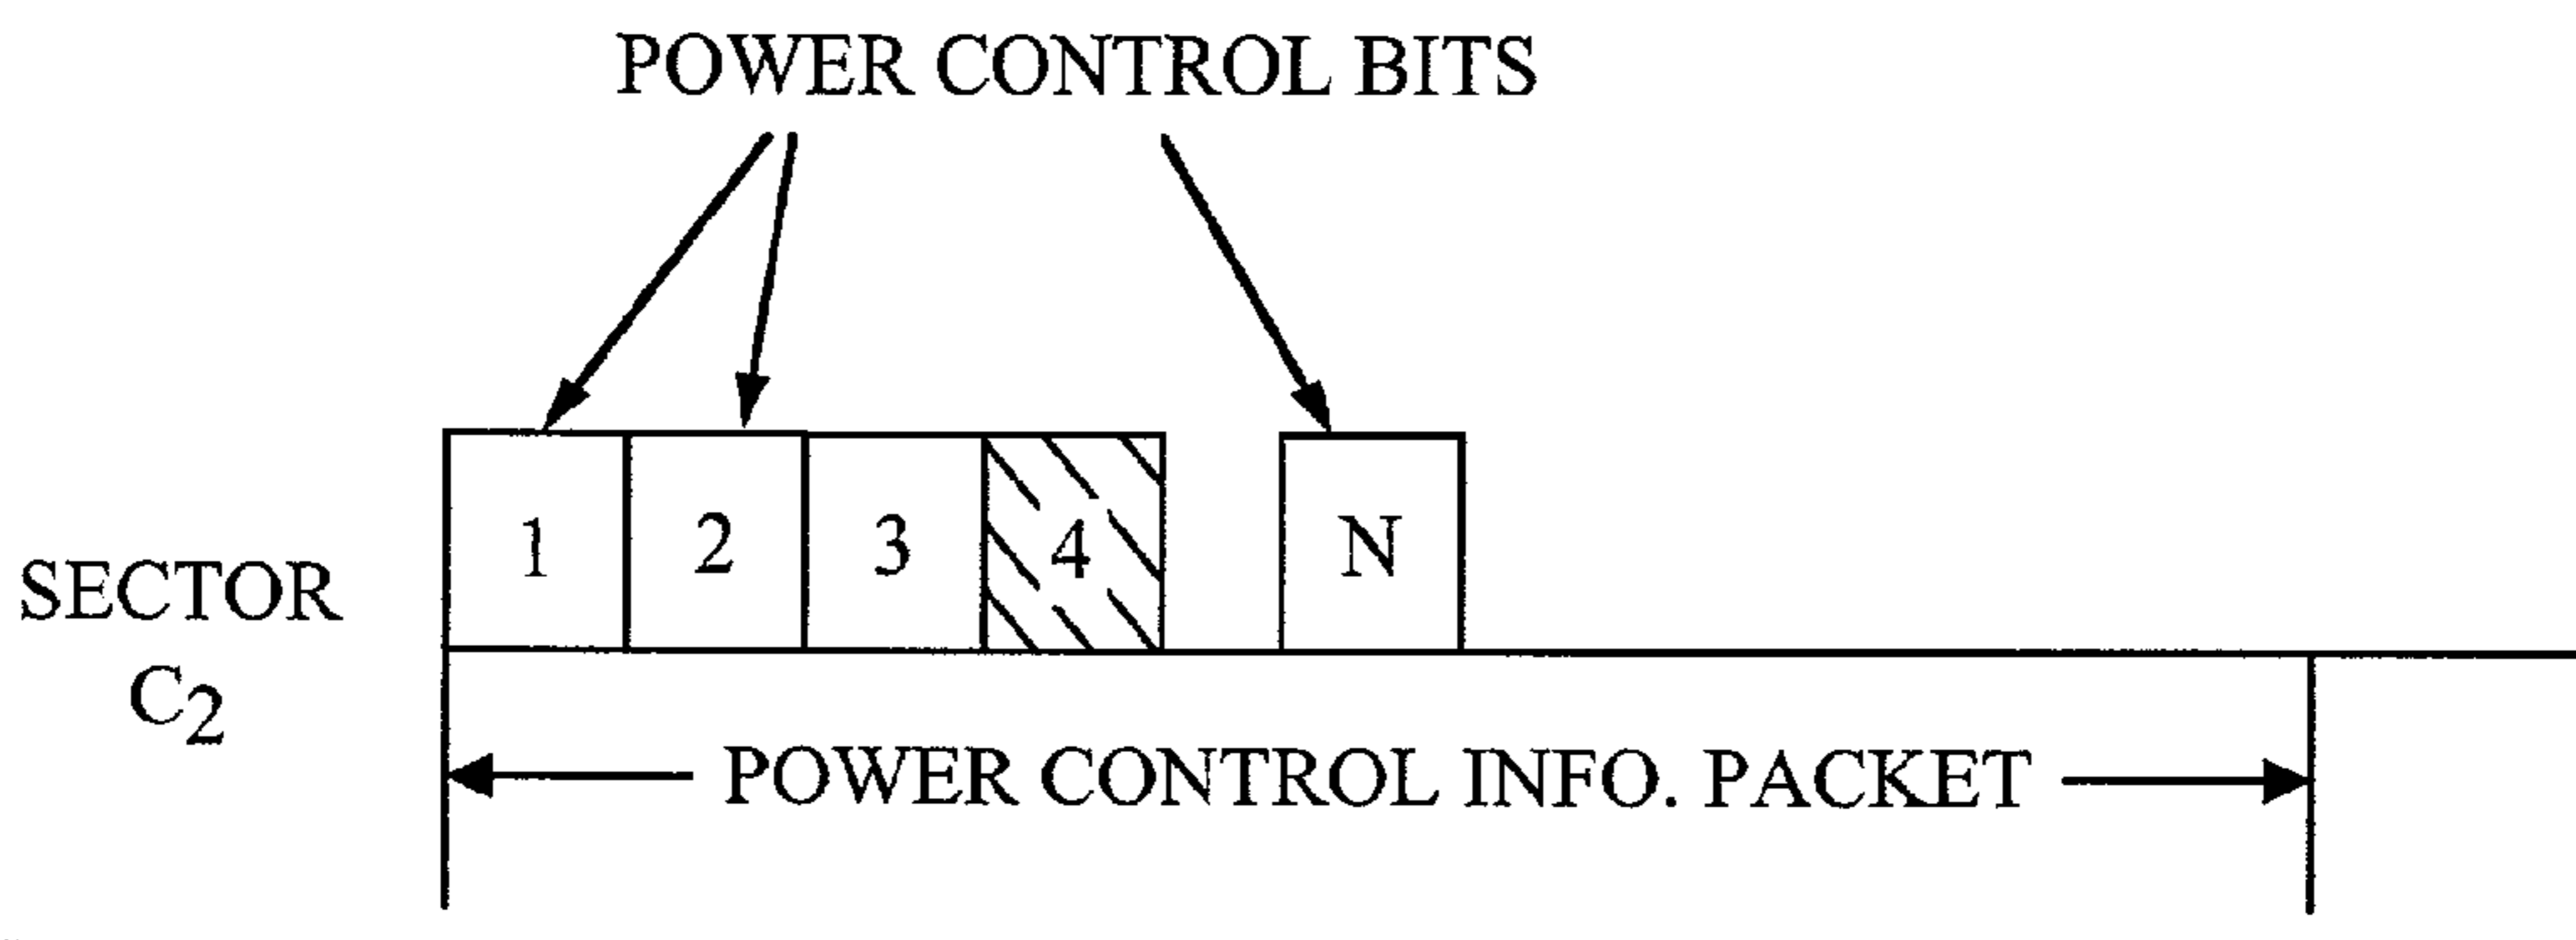 POWER CONTROL BITS
1 2 3 4 N
SECTOR
C2
POWER CONTROL INFO. PACKET